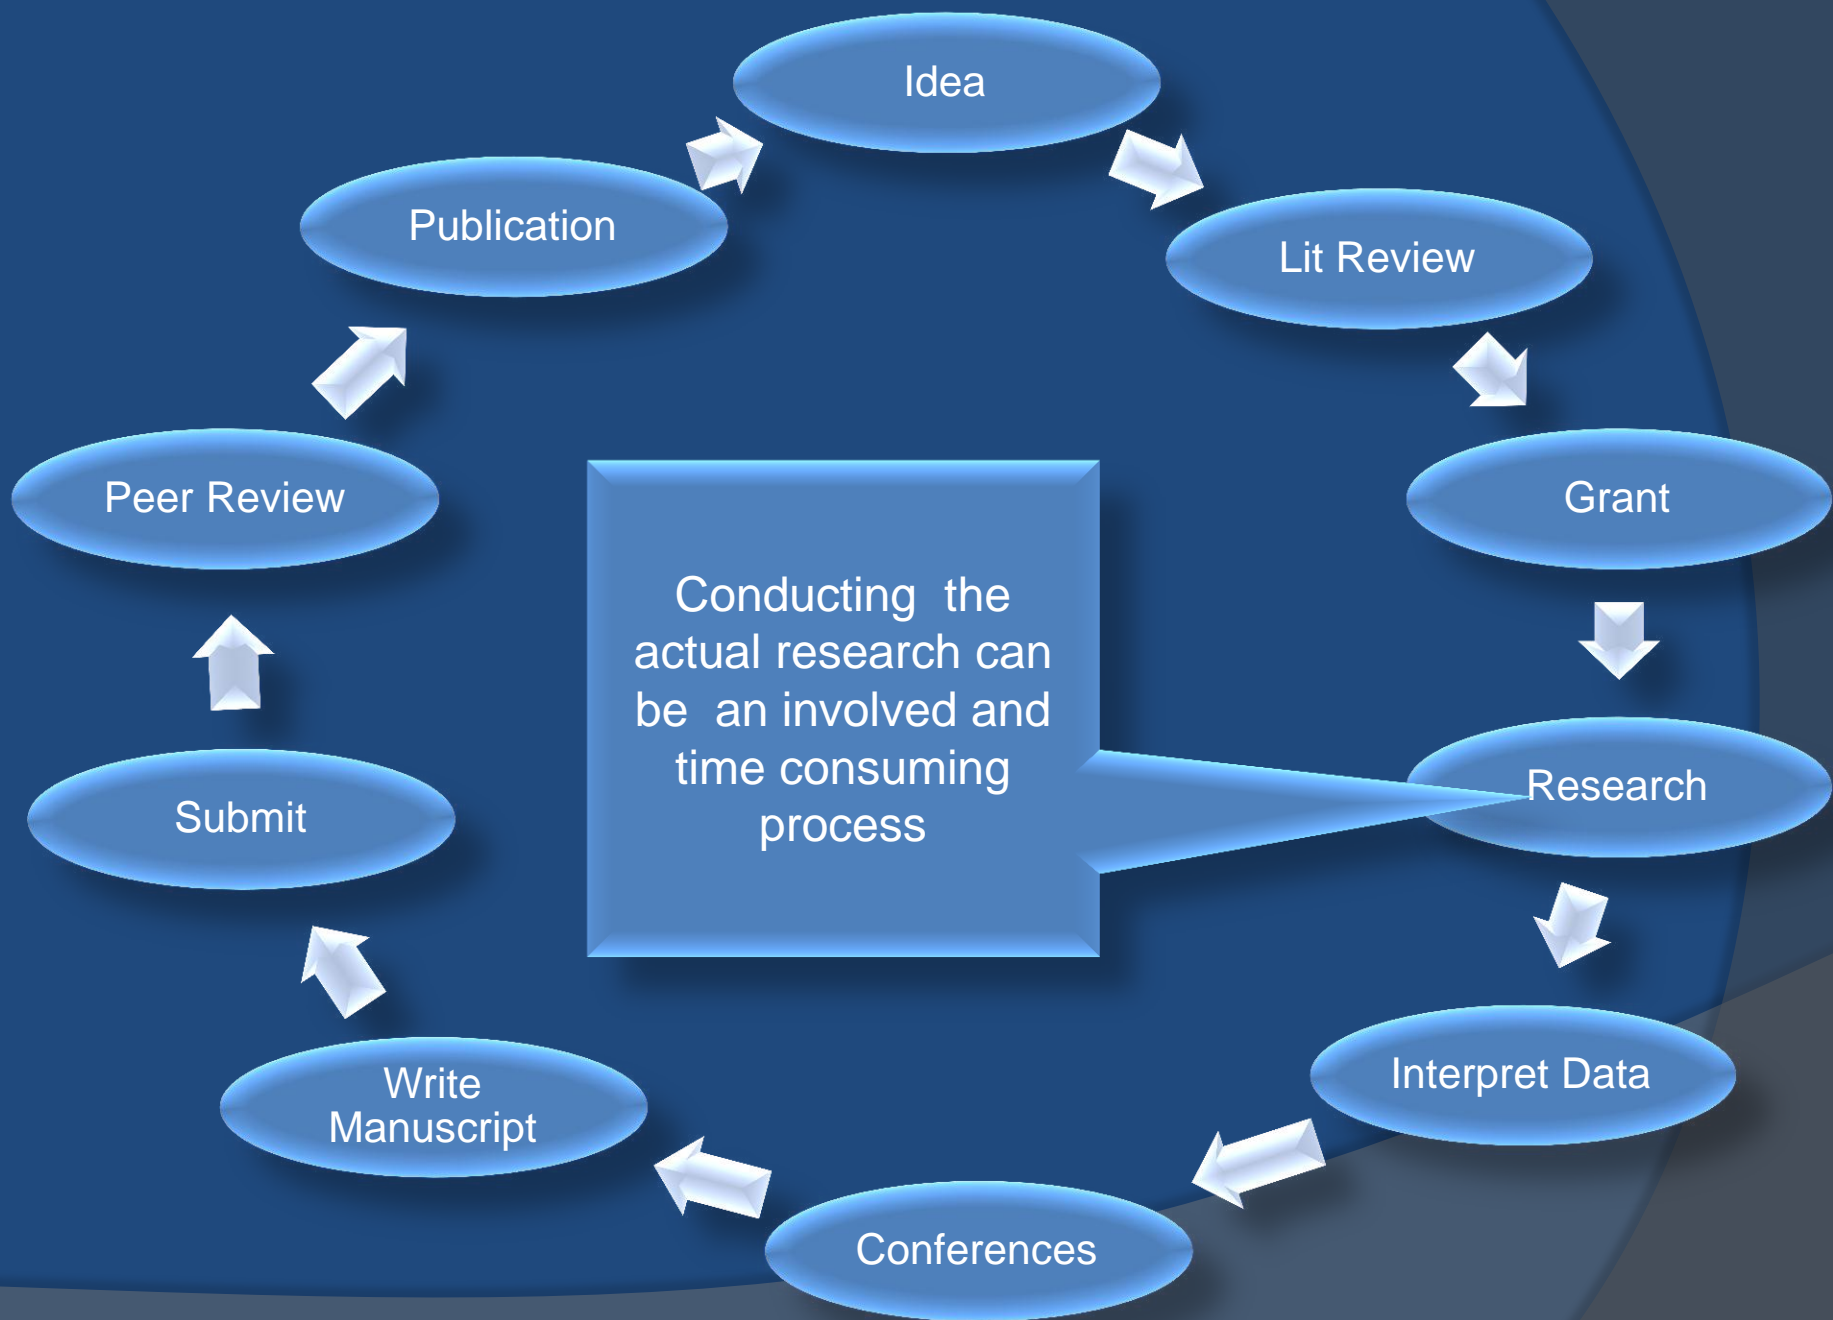 Idea
Publication
Lit Review
Peer Review
Grant
Conducting  the
actual research can
be  an involved and
time consuming
process
Research
Submit
Interpret Data
Write
Manuscript
Conferences